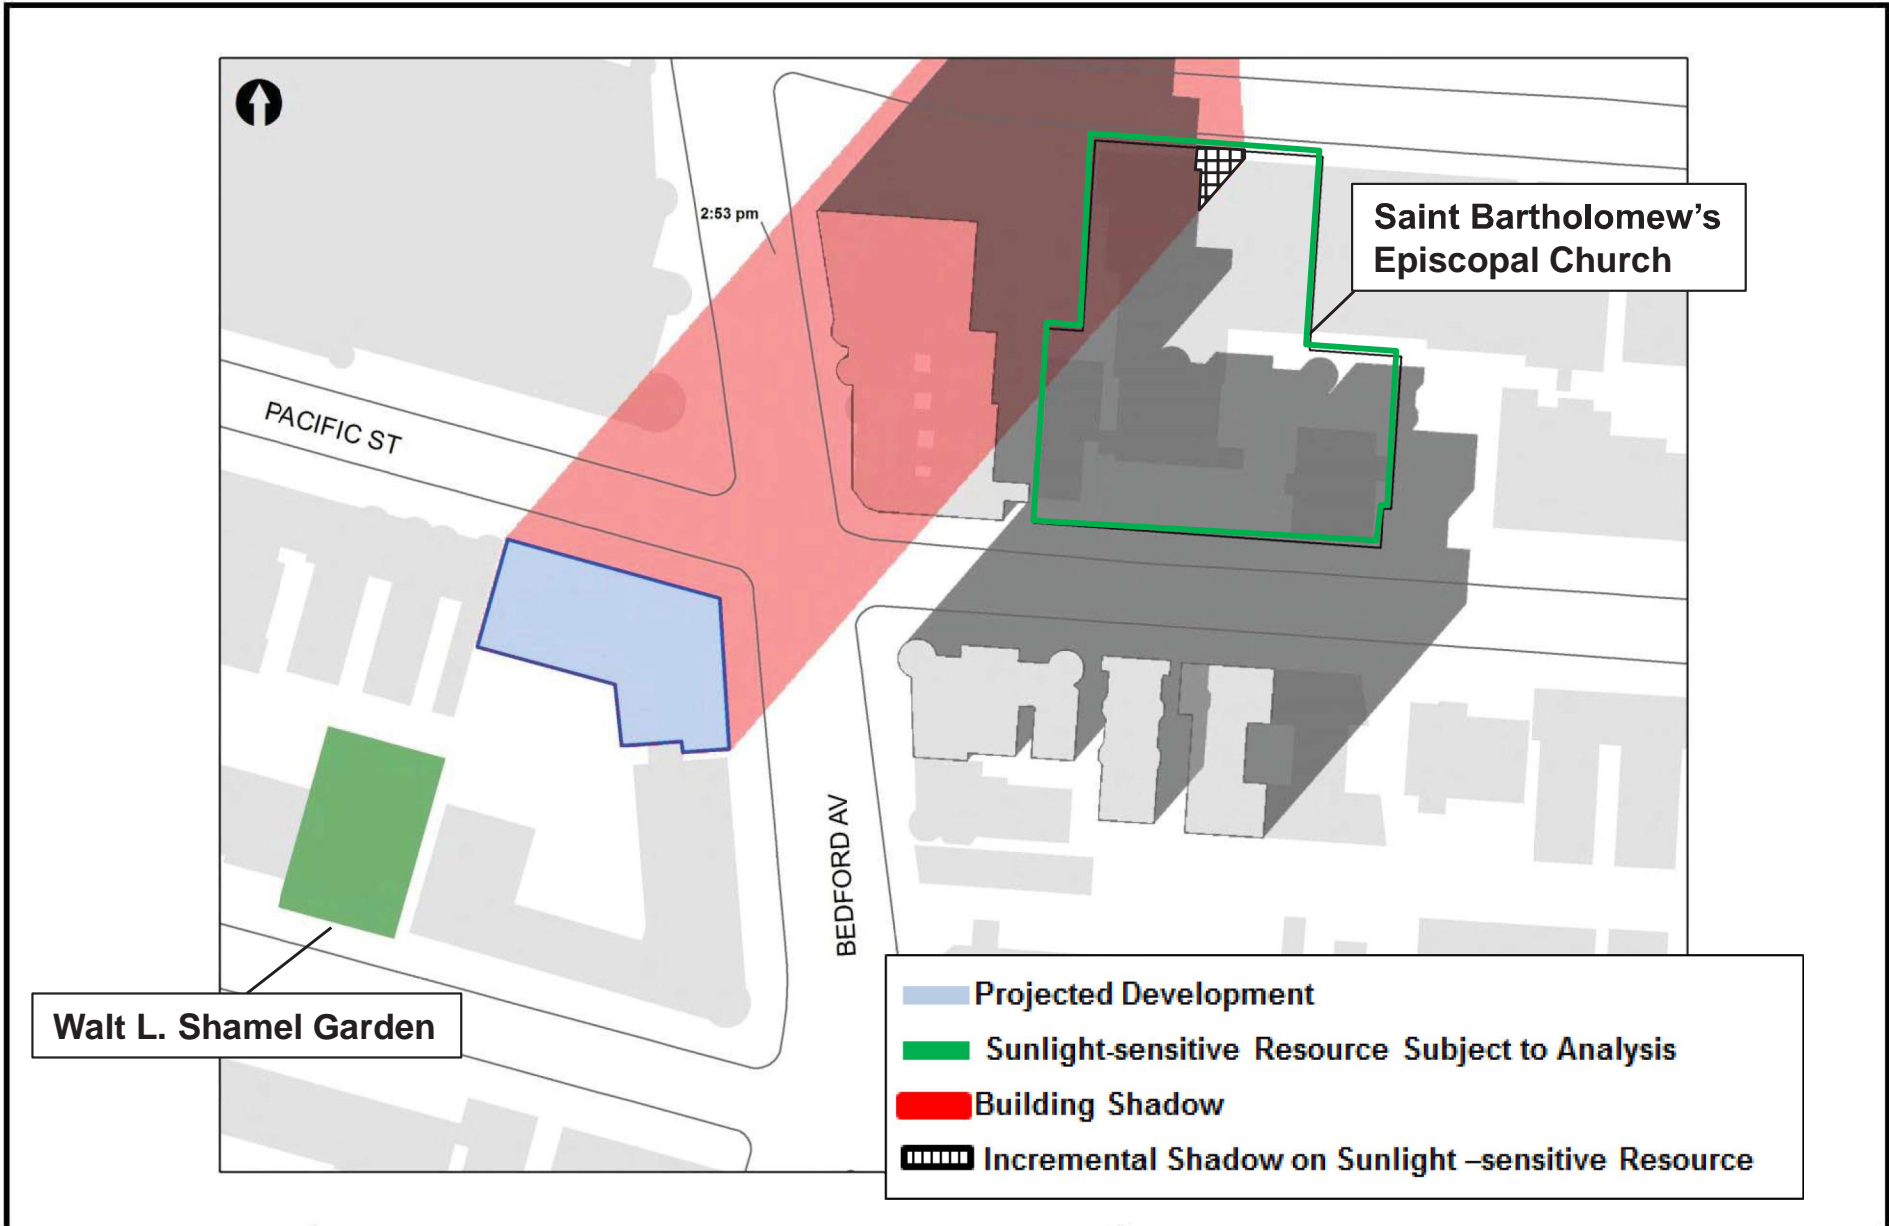 2:53 pm
Saint Bartholomew's
Episcopal Church
PACIFIC ST
BEDFORD AV
Walt L. Shamel Garden
Projected Development
Sunlight-sensitive Resource Subject to Analysis
Building Shadow
Incremental Shadow on Sunlight –sensitive Resource